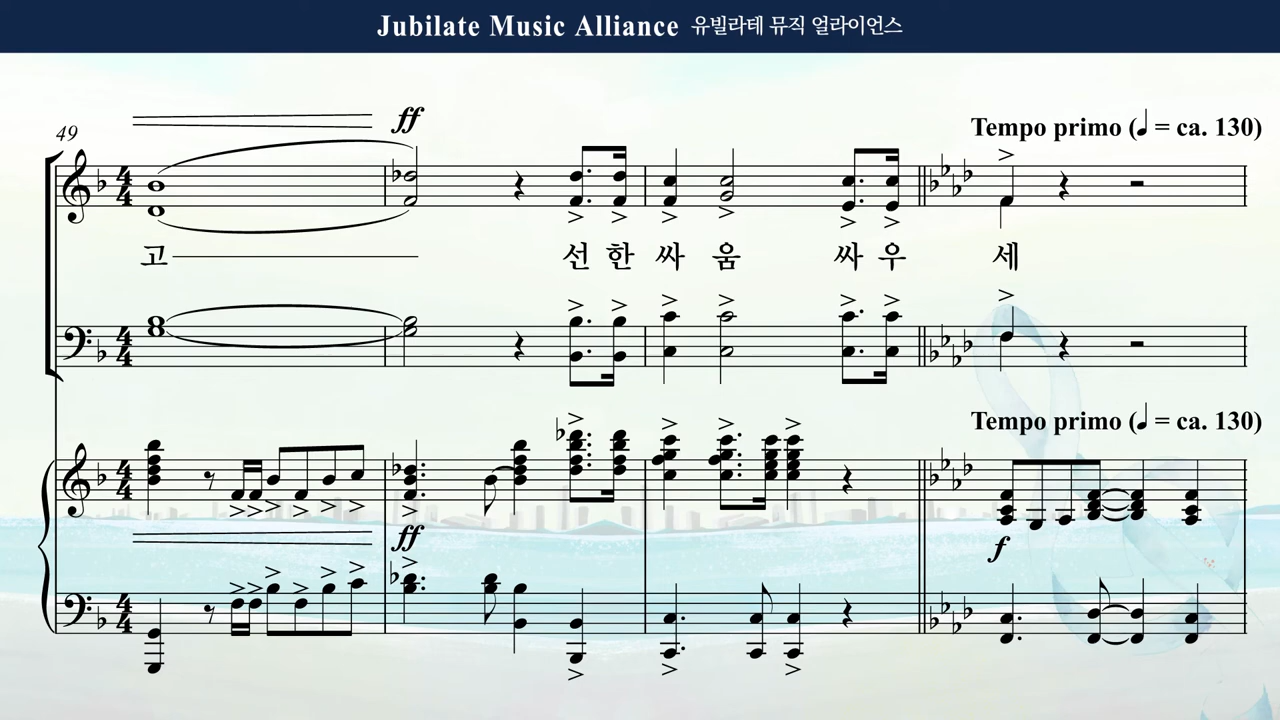 Jubilate Music Alliance 유빌라테 뮤직 얼라이언스
49
ff
Tempo primo (♩ = ca. 130)
고 선 한 싸 움 싸 우 세
Tempo primo (♩ = ca. 130)
ff
f